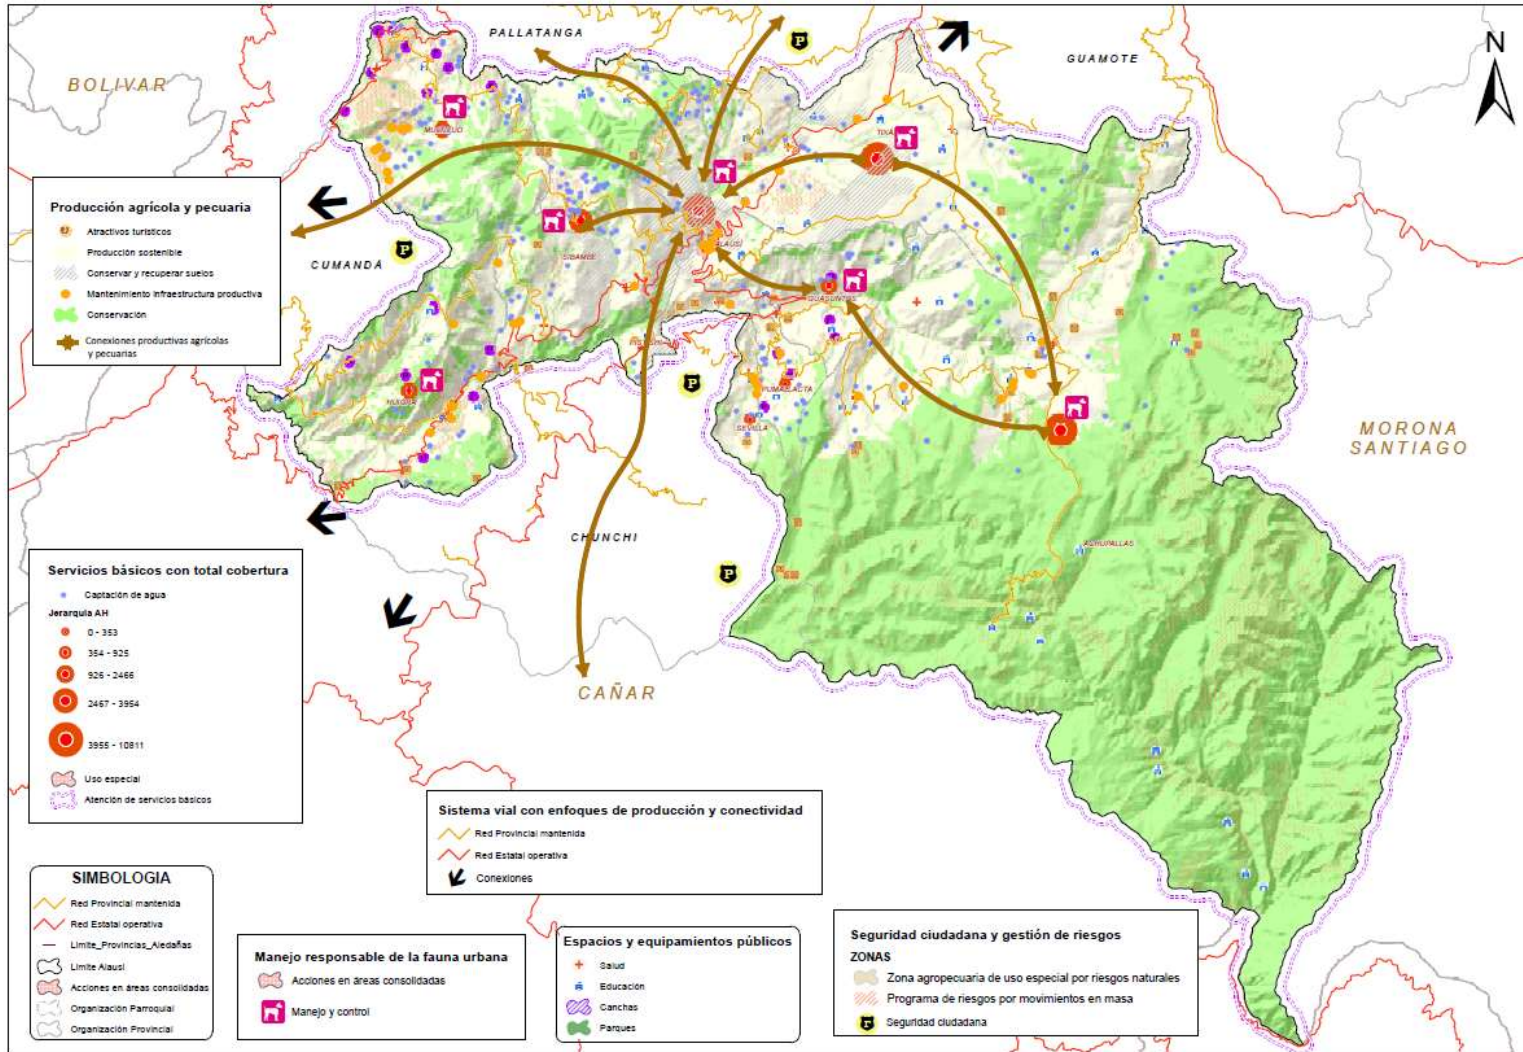 PALLATANGA
BOLIVAR
GUAMOTE
N
CUMANDÁ
TIXÁN
ALAUSÍ
SIBAMBE
GUASUNTOS
HUIGRA
PUMALLACTA
SEVILLA
MORONA
SANTIAGO
CHUNCHI
ACHUPALLAS
CAÑAR
P
P
P
P
Producción agrícola y pecuaria
Atractivos turísticos
Producción sostenible
Conservar y recuperar suelos
Mantenimiento infraestructura productiva
Conservación
Conexiones productivas agrícolas
y pecuarias
Servicios básicos con total cobertura
Captación de agua
Jerarquia AH
0 - 353
354 - 925
926 - 2466
2467 - 3954
3955 - 10811
Uso especial
Atención de servicios básicos
Sistema vial con enfoques de producción y conectividad
Red Provincial mantenida
Red Estatal operativa
Conexiones
SIMBOLOGIA
Red Provincial mantenida
Red Estatal operativa
Limite_Provincias_Aledañas
Limite Alausi
Acciones en áreas consolidadas
Organización Parroquial
Organización Provincial
Manejo responsable de la fauna urbana
Acciones en áreas consolidadas
Manejo y control
Espacios y equipamientos públicos
Salud
Educación
Canchas
Parques
Seguridad ciudadana y gestión de riesgos
ZONAS
Zona agropecuaria de uso especial por riesgos naturales
Programa de riesgos por movimientos en masa
Seguridad ciudadana